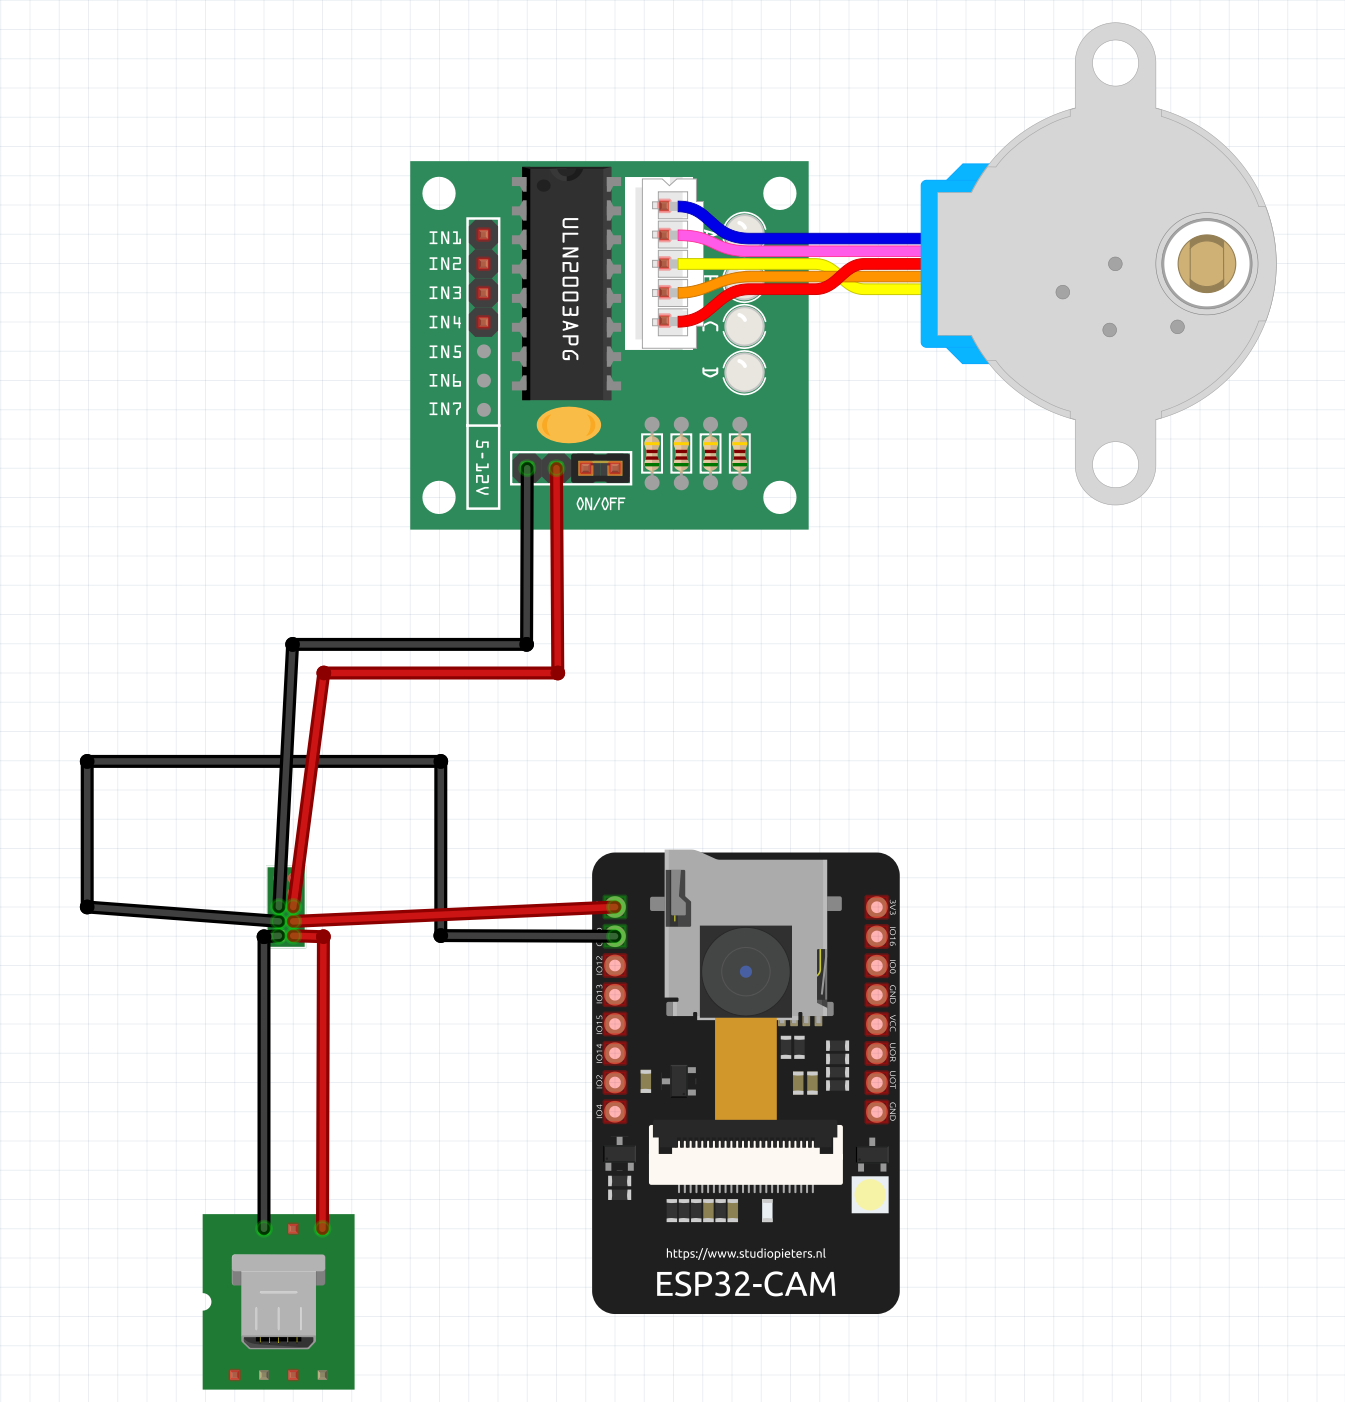 IN1
IN2
IN3
IN4
IN5
IN6
IN7
5-12V
ULN2003APG
C
D
ON/OFF
IO12
IO13
IO15
IO14
IO2
IO4
3V3
IO16
IO0
GND
VCC
UOR
UOT
GND
https://www.studiopieters.nl
ESP32-CAM